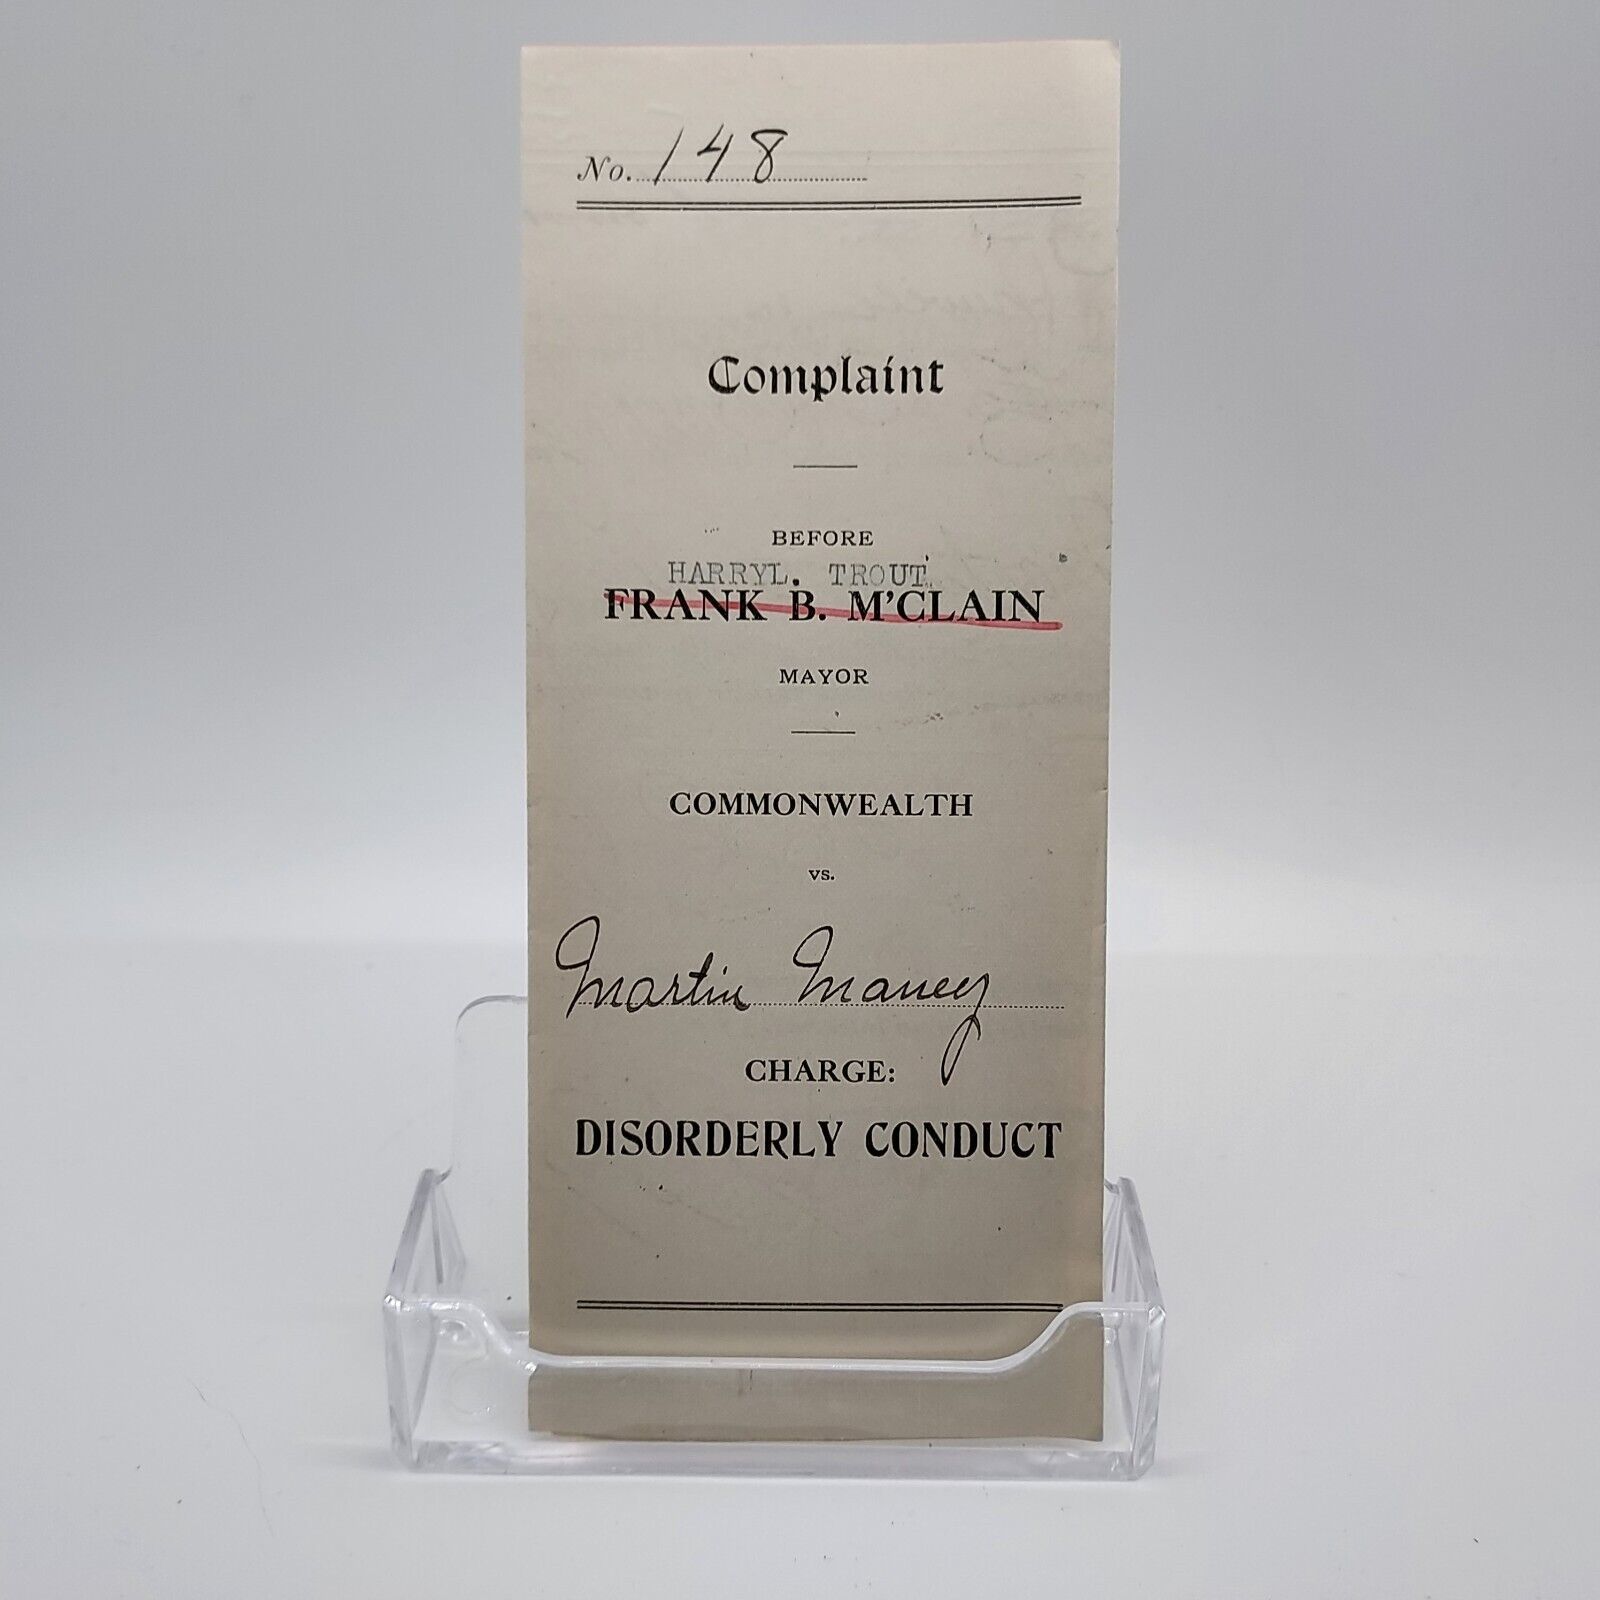 No. 148
Complaint
BEFORE
HARRYL. TROUT
FRANK B. M'CLAIN
MAYOR
COMMONWEALTH
vs.
Martin Maney
CHARGE:
DISORDERLY CONDUCT